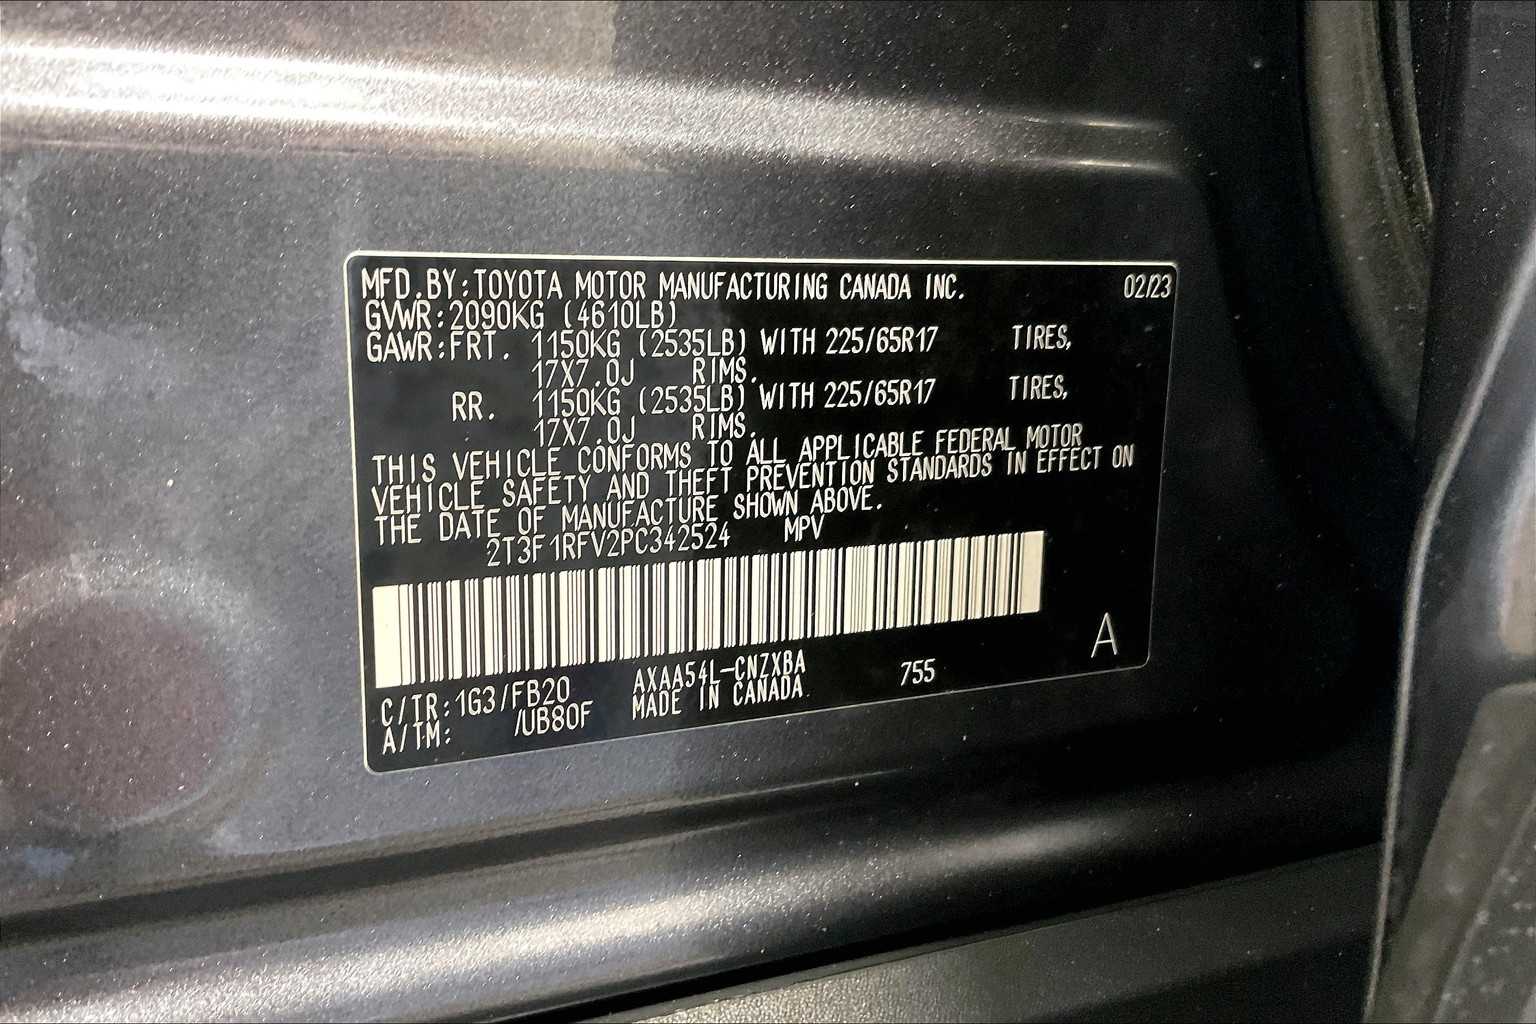 MFD.BY:TOYOTA MOTOR MANUFACTURING CANADA INC. 02/23
GVWR:2090KG (4610LB)
GAWR:FRT. 1150KG (2535LB) WITH 225/65R17 TIRES,
17X7.0J RIMS.
RR. 1150KG (2535LB) WITH 225/65R17 TIRES,
17X7.0J RIMS.
THIS VEHICLE CONFORMS TO ALL APPLICABLE FEDERAL MOTOR
VEHICLE SAFETY AND THEFT PREVENTION STANDARDS IN EFFECT ON
THE DATE OF MANUFACTURE SHOWN ABOVE.
2T3F1RFV2PC342524 MPV
A
C/TR:1G3/FB20 AXAA54L-CNZXBA 755
A/TM: /UB80F MADE IN CANADA